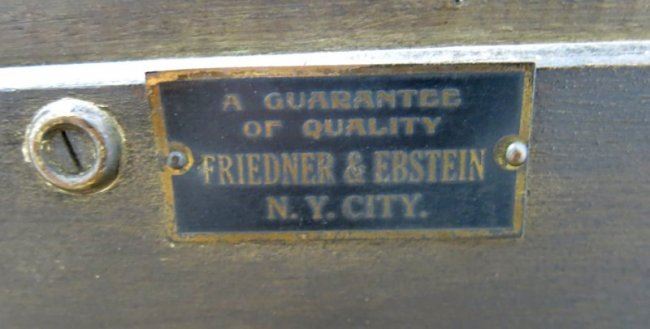 A GUARANTEE
OF QUALITY
FRIEDNER & EBSTEIN
N. Y. CITY.